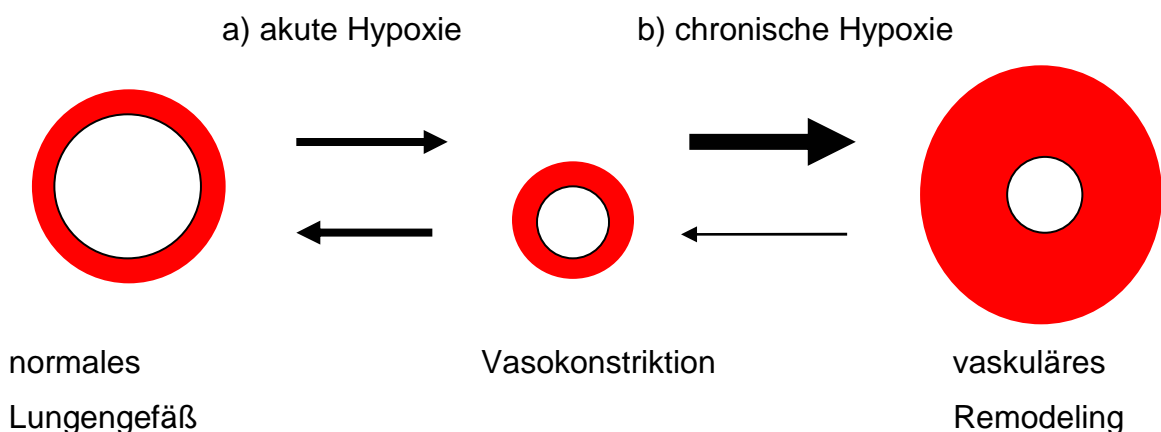 a) akute Hypoxie b) chronische Hypoxie
normales Vasokonstriktion vaskuläres
Lungengefäß Remodeling